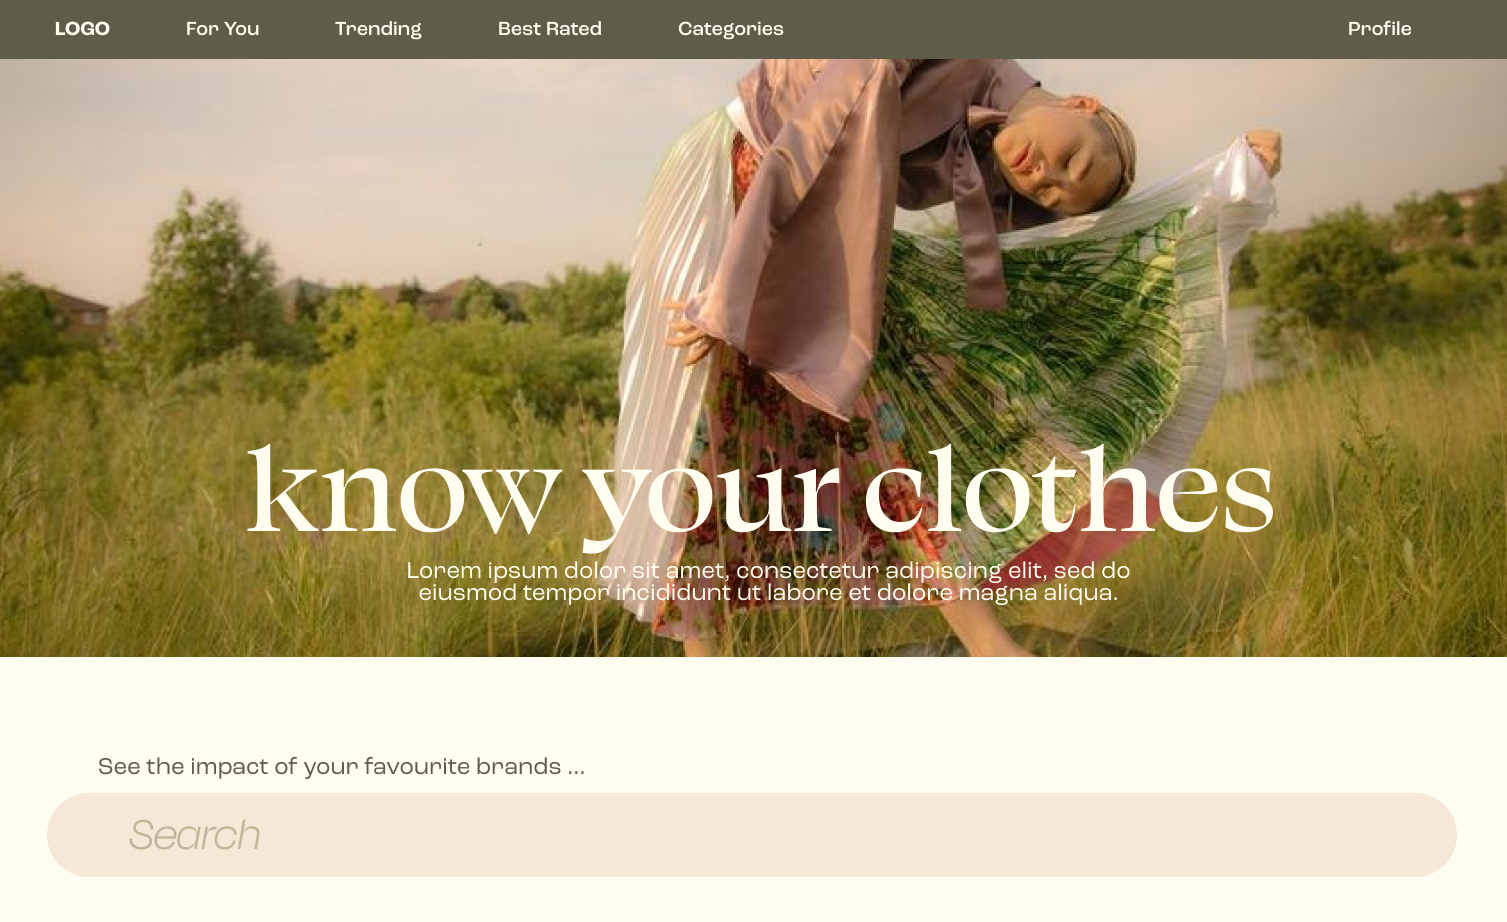 LOGO For You Trending Best Rated Categories Profile
know your clothes
Lorem ipsum dolor sit amet, consectetur adipiscing elit, sed do
eiusmod tempor incididunt ut labore et dolore magna aliqua.
See the impact of your favourite brands ...
Search